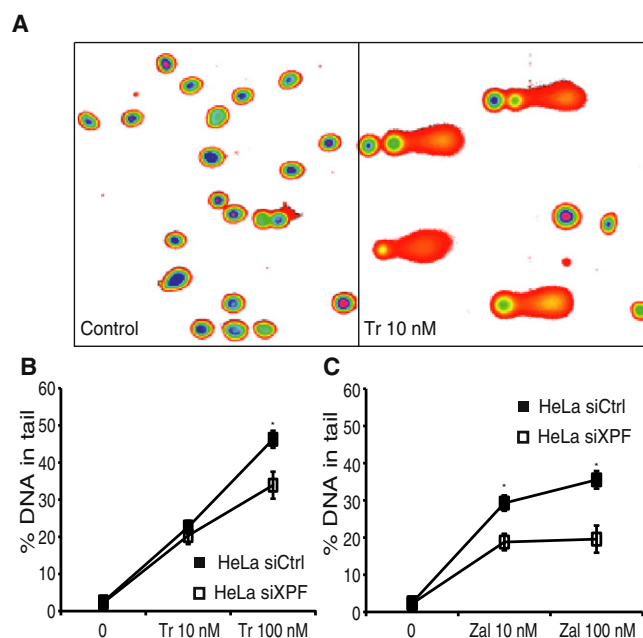 A
Control
Tr 10 nM
B
% DNA in tail
60
50
40
30
20
10
0
*
HeLa siCtrl
HeLa siXPF
0
Tr 10 nM
Tr 100 nM
C
% DNA in tail
60
50
40
30
20
10
0
HeLa siCtrl
HeLa siXPF
*
*
0
Zal 10 nM
Zal 100 nM